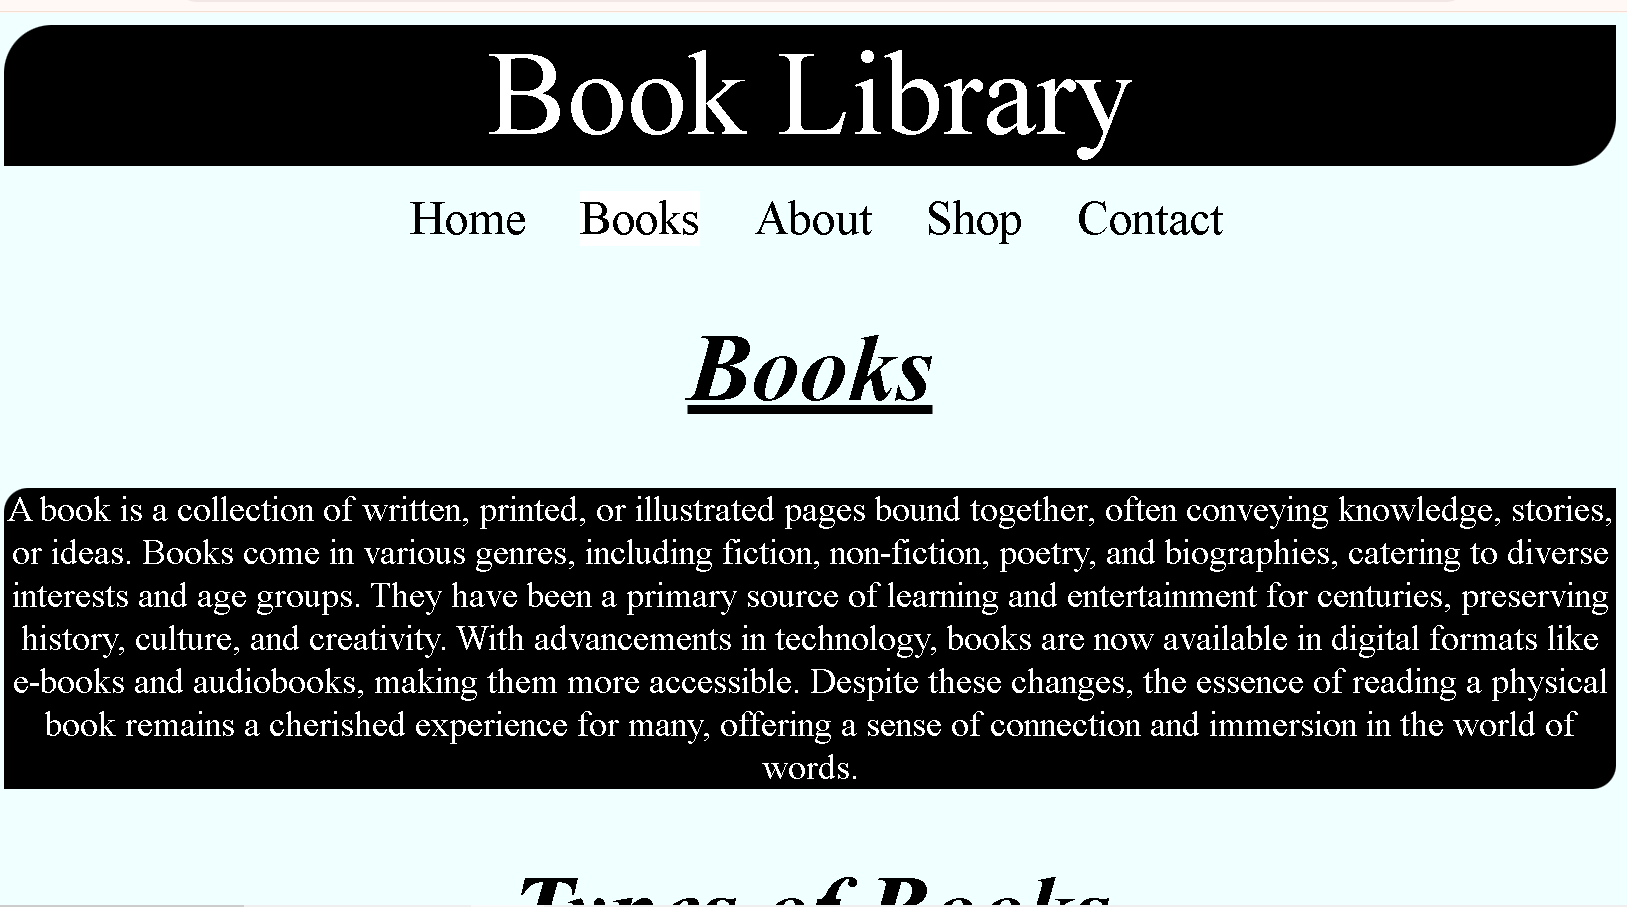 Book Library
Home Books About Shop Contact
Books
A book is a collection of written, printed, or illustrated pages bound together, often conveying knowledge, stories,
or ideas. Books come in various genres, including fiction, non-fiction, poetry, and biographies, catering to diverse
interests and age groups. They have been a primary source of learning and entertainment for centuries, preserving
history, culture, and creativity. With advancements in technology, books are now available in digital formats like
e-books and audiobooks, making them more accessible. Despite these changes, the essence of reading a physical
book remains a cherished experience for many, offering a sense of connection and immersion in the world of
words.
Types of Books